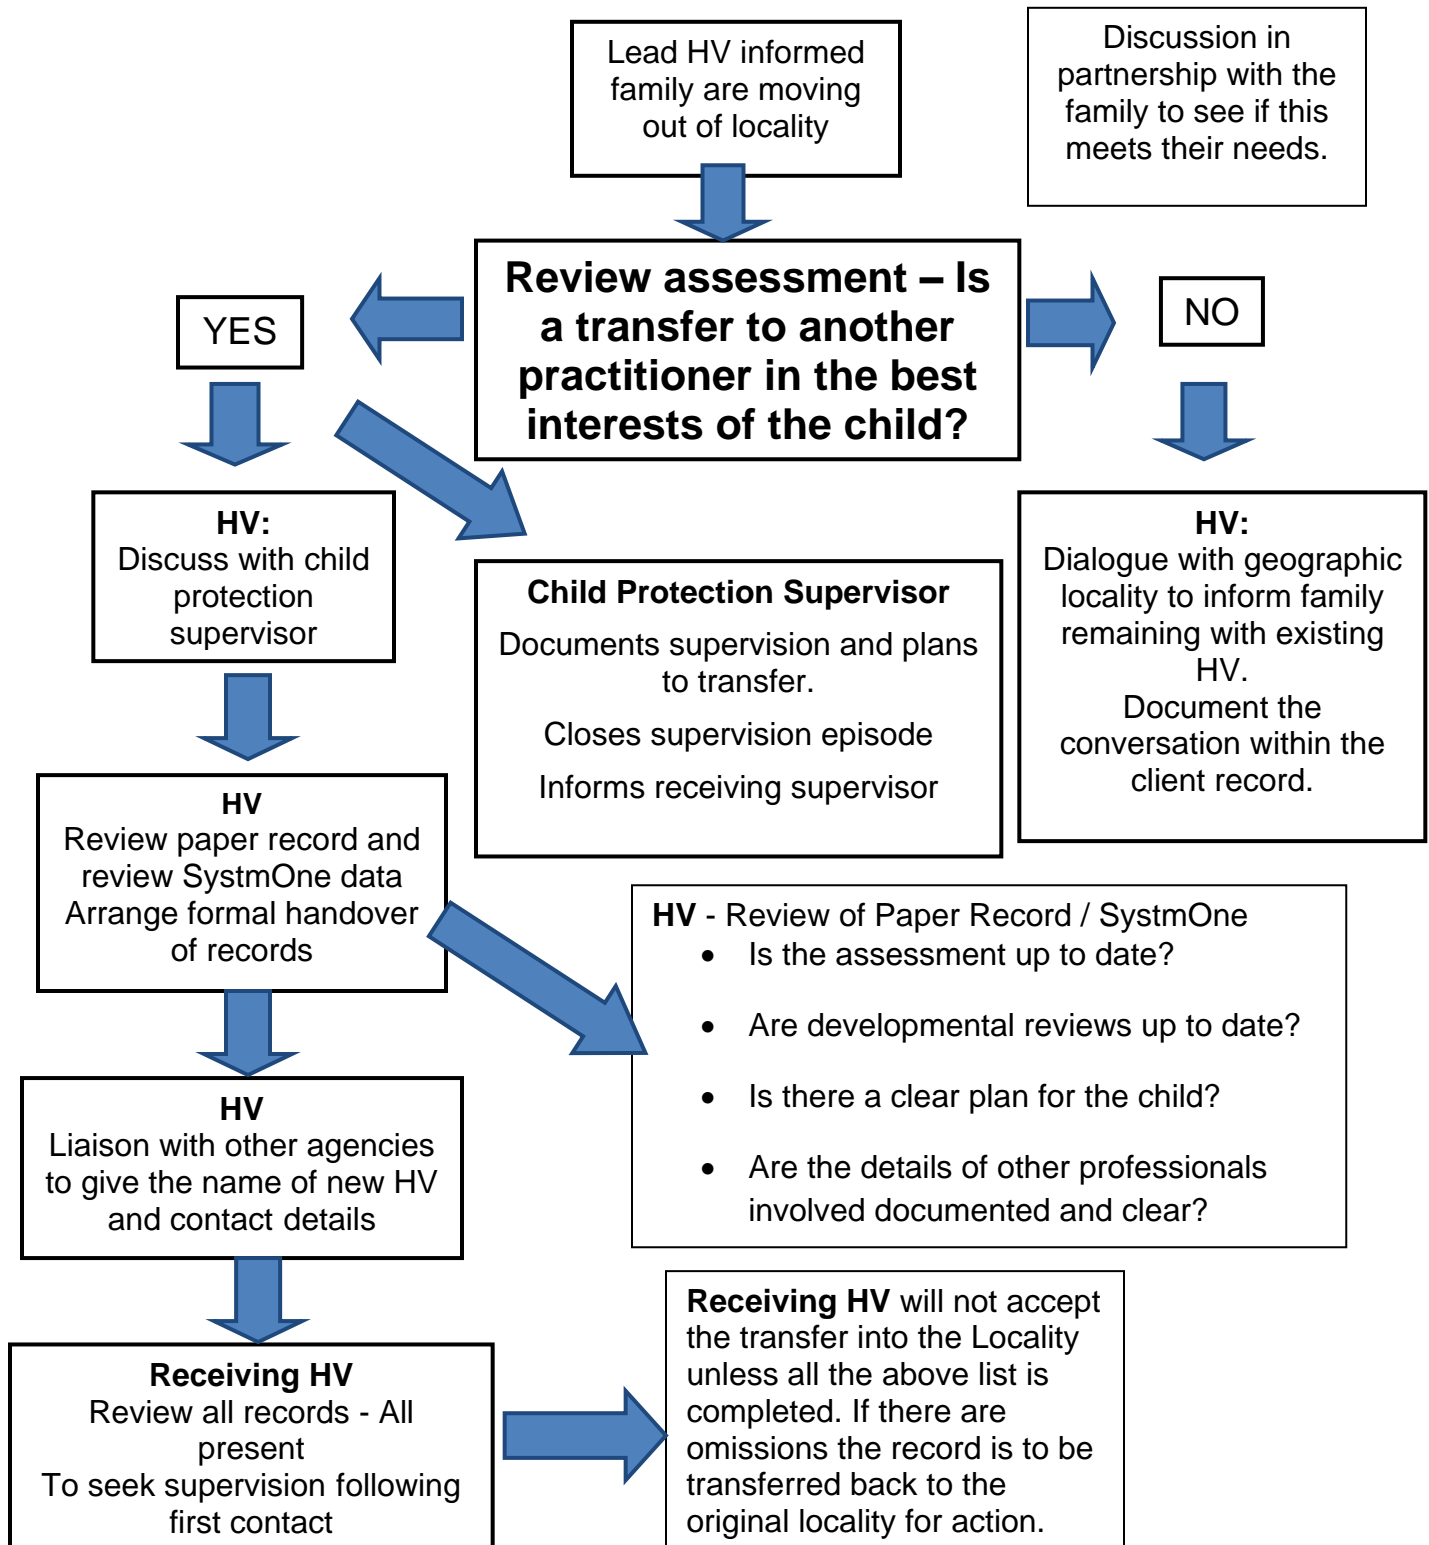 Lead HV informed
family are moving
out of locality
Discussion in
partnership with the
family to see if this
meets their needs.
Review assessment – Is
a transfer to another
practitioner in the best
interests of the child?
YES
NO
HV:
Discuss with child
protection
supervisor
Child Protection Supervisor
Documents supervision and plans
to transfer.
Closes supervision episode
Informs receiving supervisor
HV:
Dialogue with geographic
locality to inform family
remaining with existing
HV.
Document the
conversation within the
client record.
HV
Review paper record and
review SystmOne data
Arrange formal handover
of records
HV - Review of Paper Record / SystmOne
• Is the assessment up to date?
• Are developmental reviews up to date?
• Is there a clear plan for the child?
• Are the details of other professionals
involved documented and clear?
HV
Liaison with other agencies
to give the name of new HV
and contact details
Receiving HV
Review all records - All
present
To seek supervision following
first contact
Receiving HV will not accept
the transfer into the Locality
unless all the above list is
completed. If there are
omissions the record is to be
transferred back to the
original locality for action.